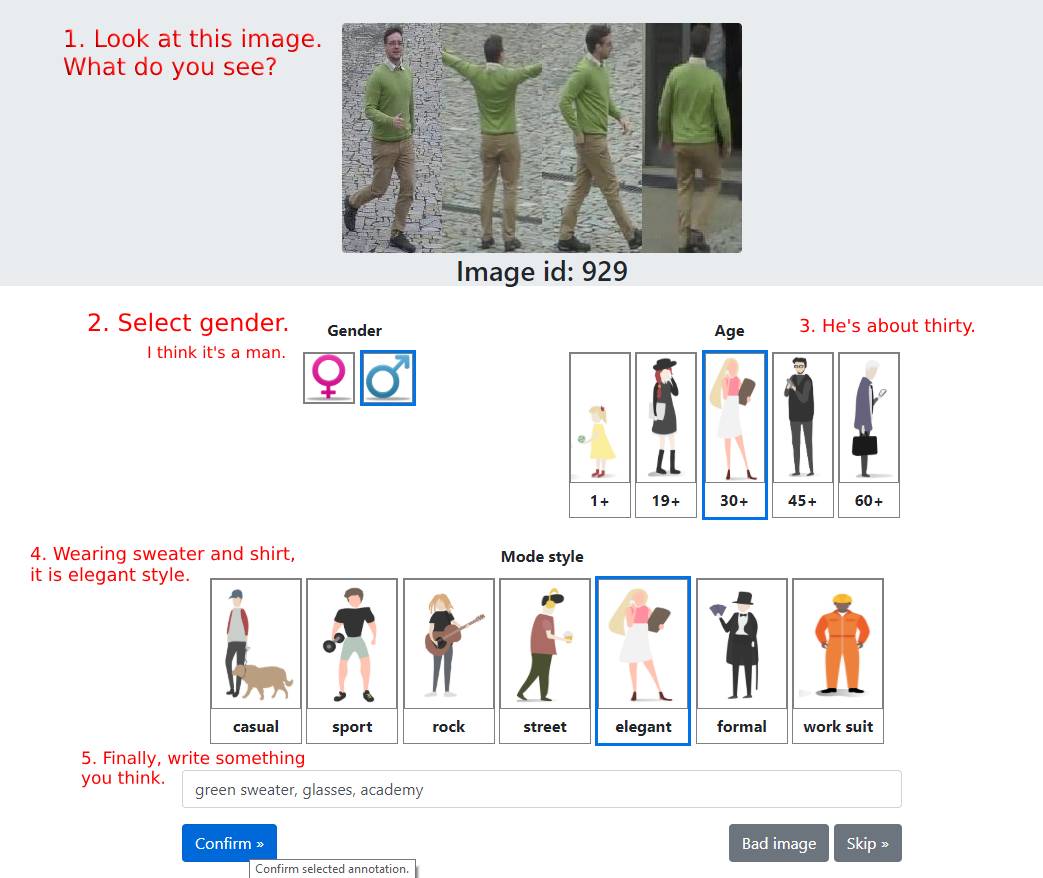 1. Look at this image.
What do you see?
Image id: 929
2. Select gender.
I think it's a man.
Gender
Age
3. He's about thirty.
1+ 19+ 30+ 45+ 60+
4. Wearing sweater and shirt,
it is elegant style.
Mode style
casual sport rock street elegant formal work suit
5. Finally, write something
you think.
green sweater, glasses, academy
Confirm » Bad image Skip »
Confirm selected annotation.